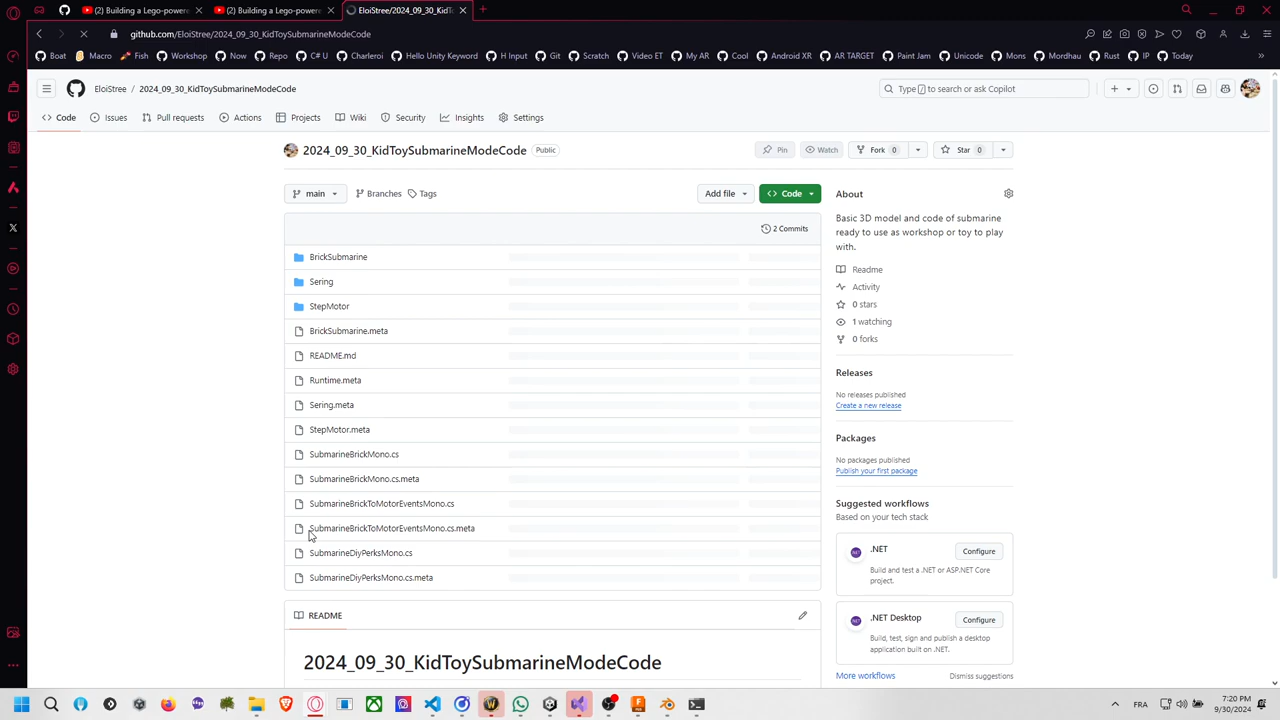 (2) Building a Lego-powere
(2) Building a Lego-powere
EloiStree/2024_09_30_KidTo
github.com/EloiStree/2024_09_30_KidToySubmarineModeCode
Boat
Macro
Fish
Workshop
Now
Repo
C# U
Charleroi
Hello Unity Keyword
H Input
Git
Scratch
Video ET
My AR
Cool
Android XR
AR TARGET
Paint Jam
Unicode
Mons
Mordhau
Rust
IP
Today
EloiStree / 2024_09_30_KidToySubmarineModeCode
Type / to search or ask Copilot
Code
Issues
Pull requests
Actions
Projects
Wiki
Security
Insights
Settings
2024_09_30_KidToySubmarineModeCode
Public
Pin
Watch
Fork 0
Star 0
main
Branches
Tags
Add file
Code
2 Commits
BrickSubmarine
Sering
StepMotor
BrickSubmarine.meta
README.md
Runtime.meta
Sering.meta
StepMotor.meta
SubmarineBrickMono.cs
SubmarineBrickMono.cs.meta
SubmarineBrickToMotorEventsMono.cs
SubmarineBrickToMotorEventsMono.cs.meta
SubmarineDiyPerksMono.cs
SubmarineDiyPerksMono.cs.meta
README
2024_09_30_KidToySubmarineModeCode
About
Basic 3D model and code of submarine
ready to use as workshop or toy to play
with.
Readme
Activity
0 stars
1 watching
0 forks
Releases
No releases published
Create a new release
Packages
No packages published
Publish your first package
Suggested workflows
Based on your tech stack
.NET
Configure
Build and test a .NET or ASP.NET Core
project.
.NET Desktop
Configure
Build, test, sign and publish a desktop
application built on .NET.
More workflows
Dismiss suggestions
FRA
7:20 PM
9/30/2024